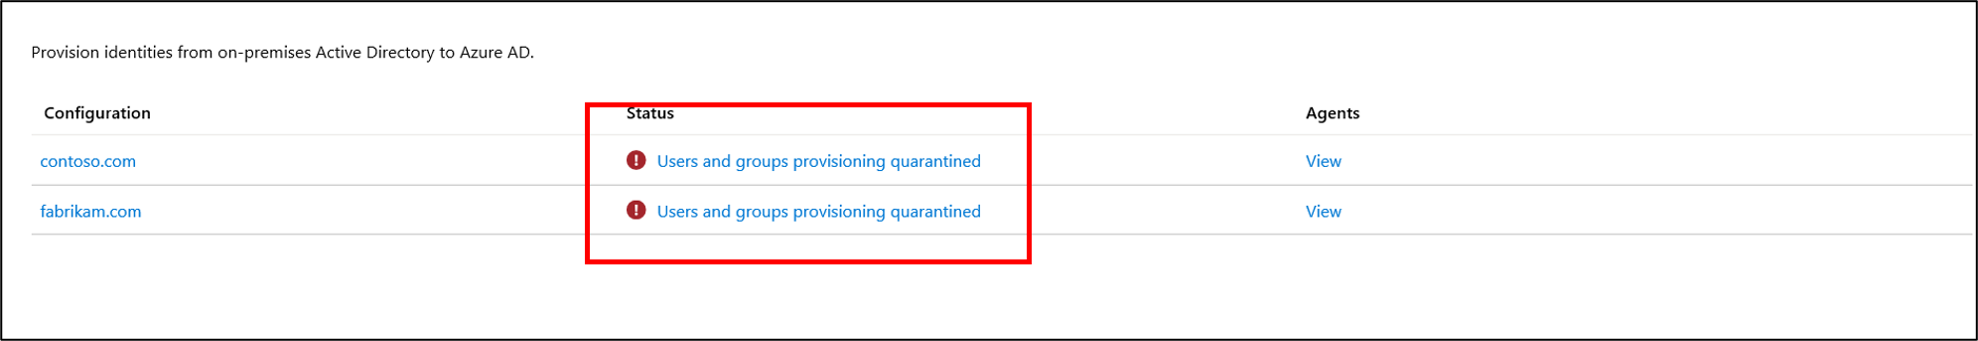 Provision identities from on-premises Active Directory to Azure AD.
Configuration Status Agents
contoso.com Users and groups provisioning quarantined View
fabrikam.com Users and groups provisioning quarantined View